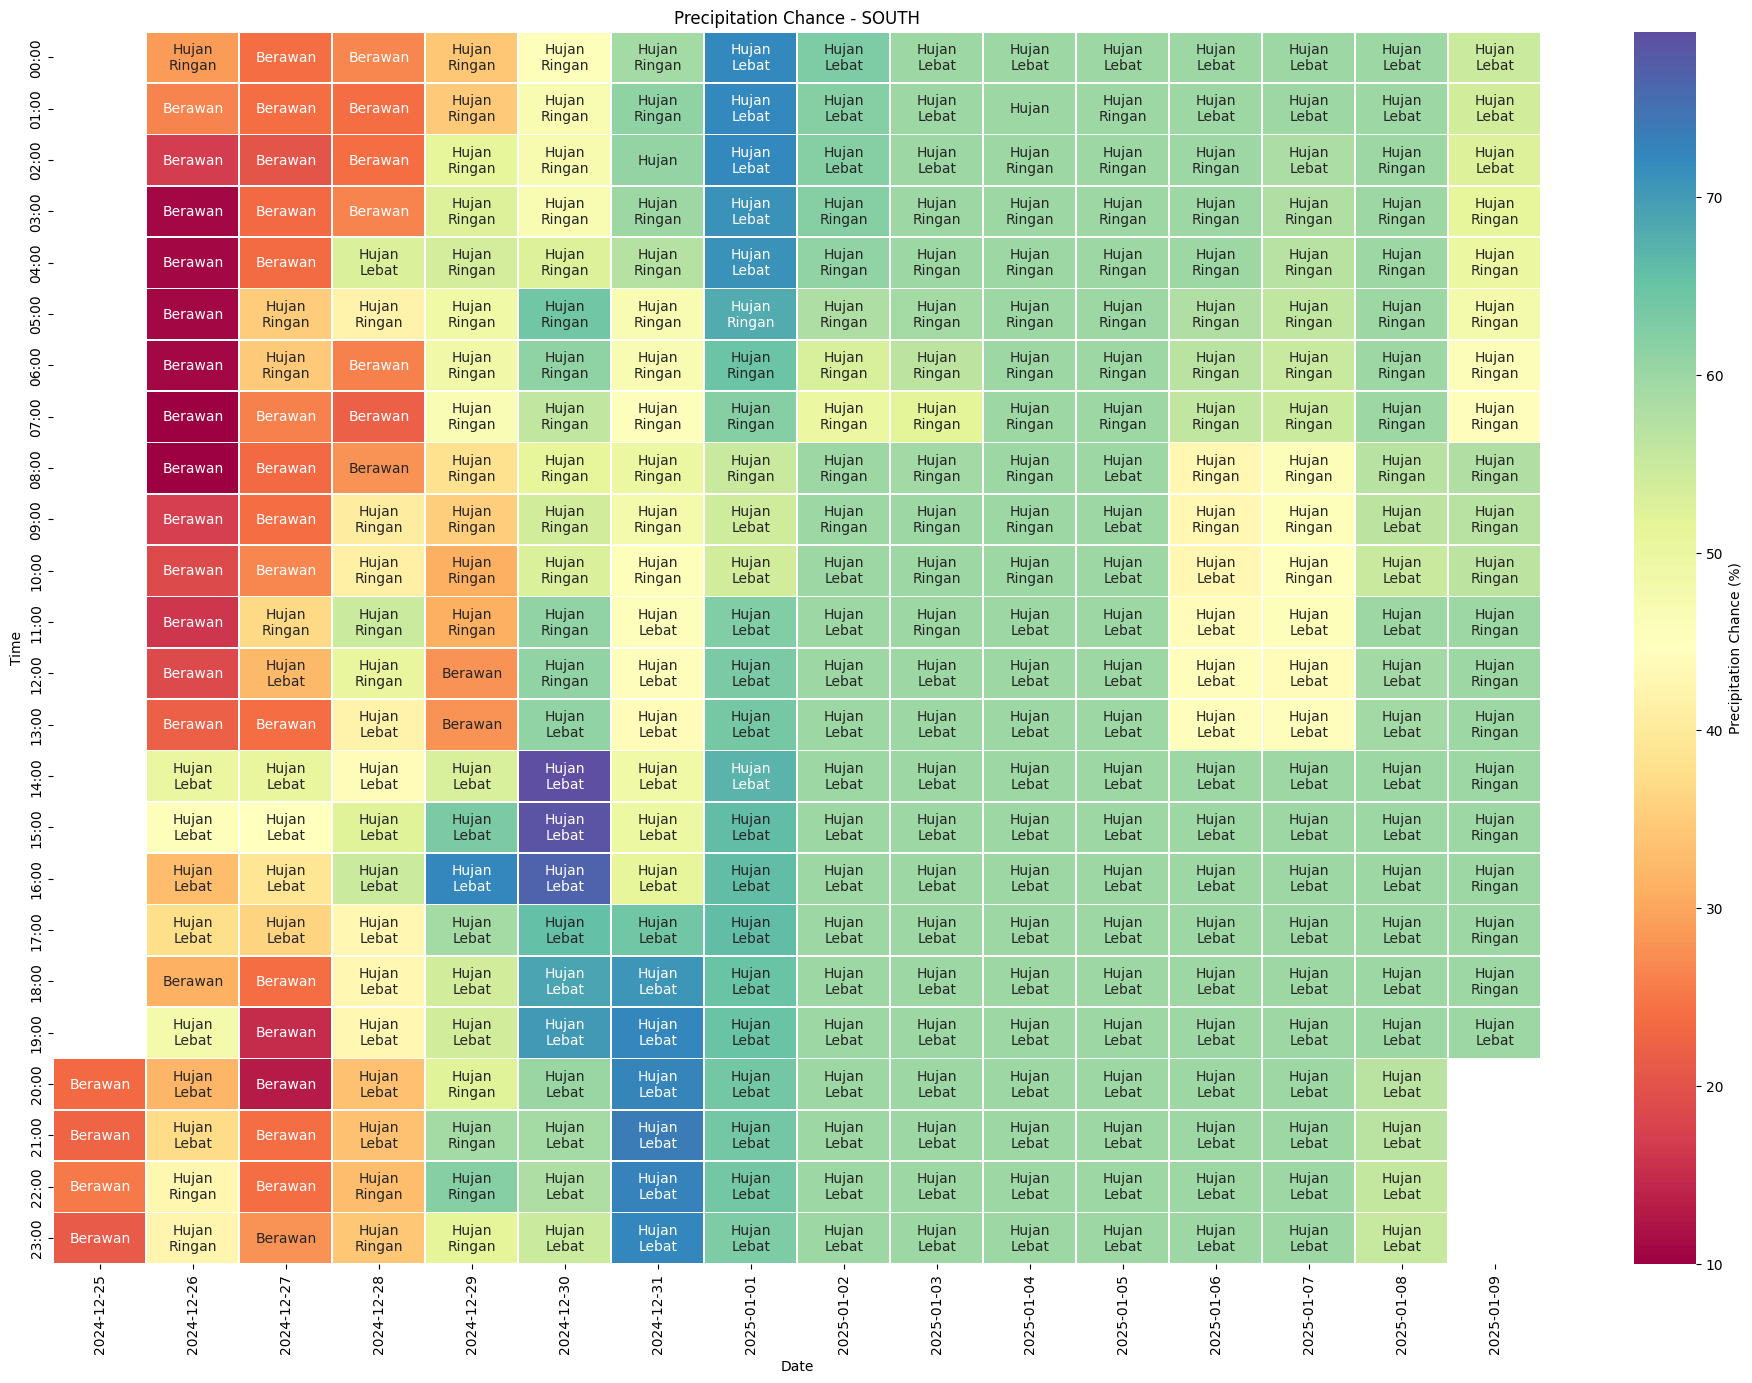 Precipitation Chance - SOUTH
00:00 Hujan Ringan Berawan Berawan Hujan Ringan Hujan Ringan Hujan Ringan Hujan Lebat Hujan Lebat Hujan Lebat Hujan Lebat Hujan Lebat Hujan Lebat Hujan Lebat Hujan Lebat Hujan Lebat
01:00 Berawan Berawan Berawan Hujan Ringan Hujan Ringan Hujan Ringan Hujan Lebat Hujan Lebat Hujan Lebat Hujan Hujan Ringan Hujan Lebat Hujan Lebat Hujan Lebat Hujan Lebat
02:00 Berawan Berawan Berawan Hujan Ringan Hujan Ringan Hujan Hujan Lebat Hujan Lebat Hujan Lebat Hujan Ringan Hujan Ringan Hujan Ringan Hujan Lebat Hujan Ringan Hujan Lebat
03:00 Berawan Berawan Berawan Hujan Ringan Hujan Ringan Hujan Ringan Hujan Lebat Hujan Ringan Hujan Ringan Hujan Ringan Hujan Ringan Hujan Ringan Hujan Ringan Hujan Ringan Hujan Ringan
04:00 Berawan Berawan Hujan Lebat Hujan Ringan Hujan Ringan Hujan Ringan Hujan Lebat Hujan Ringan Hujan Ringan Hujan Ringan Hujan Ringan Hujan Ringan Hujan Ringan Hujan Ringan Hujan Ringan
05:00 Berawan Hujan Ringan Hujan Ringan Hujan Ringan Hujan Ringan Hujan Ringan Hujan Ringan Hujan Ringan Hujan Ringan Hujan Ringan Hujan Ringan Hujan Ringan Hujan Ringan Hujan Ringan Hujan Ringan
06:00 Berawan Hujan Ringan Berawan Hujan Ringan Hujan Ringan Hujan Ringan Hujan Ringan Hujan Ringan Hujan Ringan Hujan Ringan Hujan Ringan Hujan Ringan Hujan Ringan Hujan Ringan Hujan Ringan
07:00 Berawan Berawan Berawan Hujan Ringan Hujan Ringan Hujan Ringan Hujan Ringan Hujan Ringan Hujan Ringan Hujan Ringan Hujan Ringan Hujan Ringan Hujan Ringan Hujan Ringan Hujan Ringan
08:00 Berawan Berawan Berawan Hujan Ringan Hujan Ringan Hujan Ringan Hujan Ringan Hujan Ringan Hujan Ringan Hujan Ringan Hujan Lebat Hujan Ringan Hujan Ringan Hujan Ringan Hujan Ringan
09:00 Berawan Berawan Hujan Ringan Hujan Ringan Hujan Ringan Hujan Ringan Hujan Lebat Hujan Ringan Hujan Ringan Hujan Ringan Hujan Lebat Hujan Ringan Hujan Ringan Hujan Lebat Hujan Ringan
10:00 Berawan Berawan Hujan Ringan Hujan Ringan Hujan Ringan Hujan Ringan Hujan Lebat Hujan Lebat Hujan Ringan Hujan Ringan Hujan Lebat Hujan Lebat Hujan Ringan Hujan Lebat Hujan Ringan
11:00 Berawan Hujan Ringan Hujan Ringan Hujan Ringan Hujan Ringan Hujan Lebat Hujan Lebat Hujan Lebat Hujan Ringan Hujan Lebat Hujan Lebat Hujan Lebat Hujan Lebat Hujan Lebat Hujan Ringan
12:00 Berawan Hujan Lebat Hujan Ringan Berawan Hujan Ringan Hujan Lebat Hujan Lebat Hujan Lebat Hujan Lebat Hujan Lebat Hujan Lebat Hujan Lebat Hujan Lebat Hujan Lebat Hujan Ringan
13:00 Berawan Berawan Hujan Lebat Berawan Hujan Lebat Hujan Lebat Hujan Lebat Hujan Lebat Hujan Lebat Hujan Lebat Hujan Lebat Hujan Lebat Hujan Lebat Hujan Lebat Hujan Ringan
14:00 Hujan Lebat Hujan Lebat Hujan Lebat Hujan Lebat Hujan Lebat Hujan Lebat Hujan Lebat Hujan Lebat Hujan Lebat Hujan Lebat Hujan Lebat Hujan Lebat Hujan Lebat Hujan Lebat Hujan Ringan
15:00 Hujan Lebat Hujan Lebat Hujan Lebat Hujan Lebat Hujan Lebat Hujan Lebat Hujan Lebat Hujan Lebat Hujan Lebat Hujan Lebat Hujan Lebat Hujan Lebat Hujan Lebat Hujan Lebat Hujan Ringan
16:00 Hujan Lebat Hujan Lebat Hujan Lebat Hujan Lebat Hujan Lebat Hujan Lebat Hujan Lebat Hujan Lebat Hujan Lebat Hujan Lebat Hujan Lebat Hujan Lebat Hujan Lebat Hujan Lebat Hujan Ringan
17:00 Hujan Lebat Hujan Lebat Hujan Lebat Hujan Lebat Hujan Lebat Hujan Lebat Hujan Lebat Hujan Lebat Hujan Lebat Hujan Lebat Hujan Lebat Hujan Lebat Hujan Lebat Hujan Lebat Hujan Ringan
18:00 Berawan Berawan Hujan Lebat Hujan Lebat Hujan Lebat Hujan Lebat Hujan Lebat Hujan Lebat Hujan Lebat Hujan Lebat Hujan Lebat Hujan Lebat Hujan Lebat Hujan Lebat Hujan Ringan
19:00 Hujan Lebat Berawan Hujan Lebat Hujan Lebat Hujan Lebat Hujan Lebat Hujan Lebat Hujan Lebat Hujan Lebat Hujan Lebat Hujan Lebat Hujan Lebat Hujan Lebat Hujan Lebat Hujan Lebat
20:00 Berawan Hujan Lebat Berawan Hujan Lebat Hujan Ringan Hujan Lebat Hujan Lebat Hujan Lebat Hujan Lebat Hujan Lebat Hujan Lebat Hujan Lebat Hujan Lebat Hujan Lebat Hujan Lebat
21:00 Berawan Hujan Lebat Berawan Hujan Lebat Hujan Ringan Hujan Lebat Hujan Lebat Hujan Lebat Hujan Lebat Hujan Lebat Hujan Lebat Hujan Lebat Hujan Lebat Hujan Lebat Hujan Lebat
22:00 Berawan Hujan Ringan Berawan Hujan Ringan Hujan Ringan Hujan Lebat Hujan Lebat Hujan Lebat Hujan Lebat Hujan Lebat Hujan Lebat Hujan Lebat Hujan Lebat Hujan Lebat Hujan Lebat
23:00 Berawan Hujan Ringan Berawan Hujan Ringan Hujan Ringan Hujan Lebat Hujan Lebat Hujan Lebat Hujan Lebat Hujan Lebat Hujan Lebat Hujan Lebat Hujan Lebat Hujan Lebat Hujan Lebat
Time
2024-12-25 2024-12-26 2024-12-27 2024-12-28 2024-12-29 2024-12-30 2024-12-31 2025-01-01 2025-01-02 2025-01-03 2025-01-04 2025-01-05 2025-01-06 2025-01-07 2025-01-08 2025-01-09
Date
70
60
50
40
30
20
10
Precipitation Chance (%)